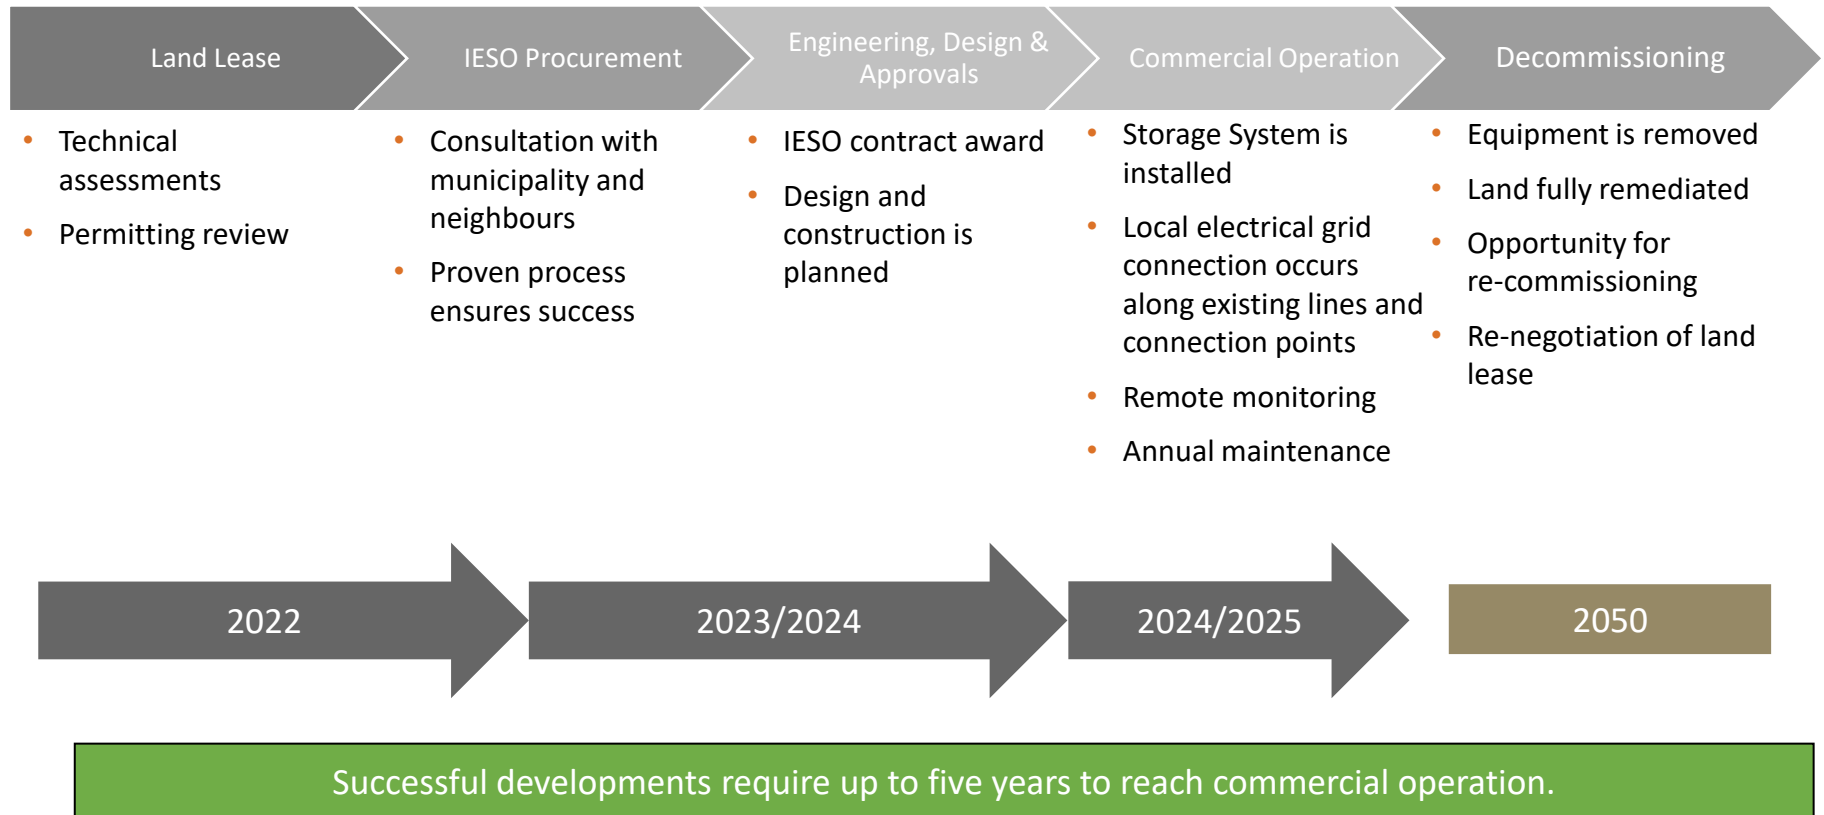 Land Lease
IESO Procurement
Engineering, Design &
Approvals
Commercial Operation
Decommissioning
• Technical
assessments
• Permitting review
• Consultation with
municipality and
neighbours
• Proven process
ensures success
• IESO contract award
• Design and
construction is
planned
• Storage System is
installed
• Local electrical grid
connection occurs
along existing lines and
connection points
• Remote monitoring
• Annual maintenance
• Equipment is removed
• Land fully remediated
• Opportunity for
re-commissioning
• Re-negotiation of land
lease
2022
2023/2024
2024/2025
2050
Successful developments require up to five years to reach commercial operation.